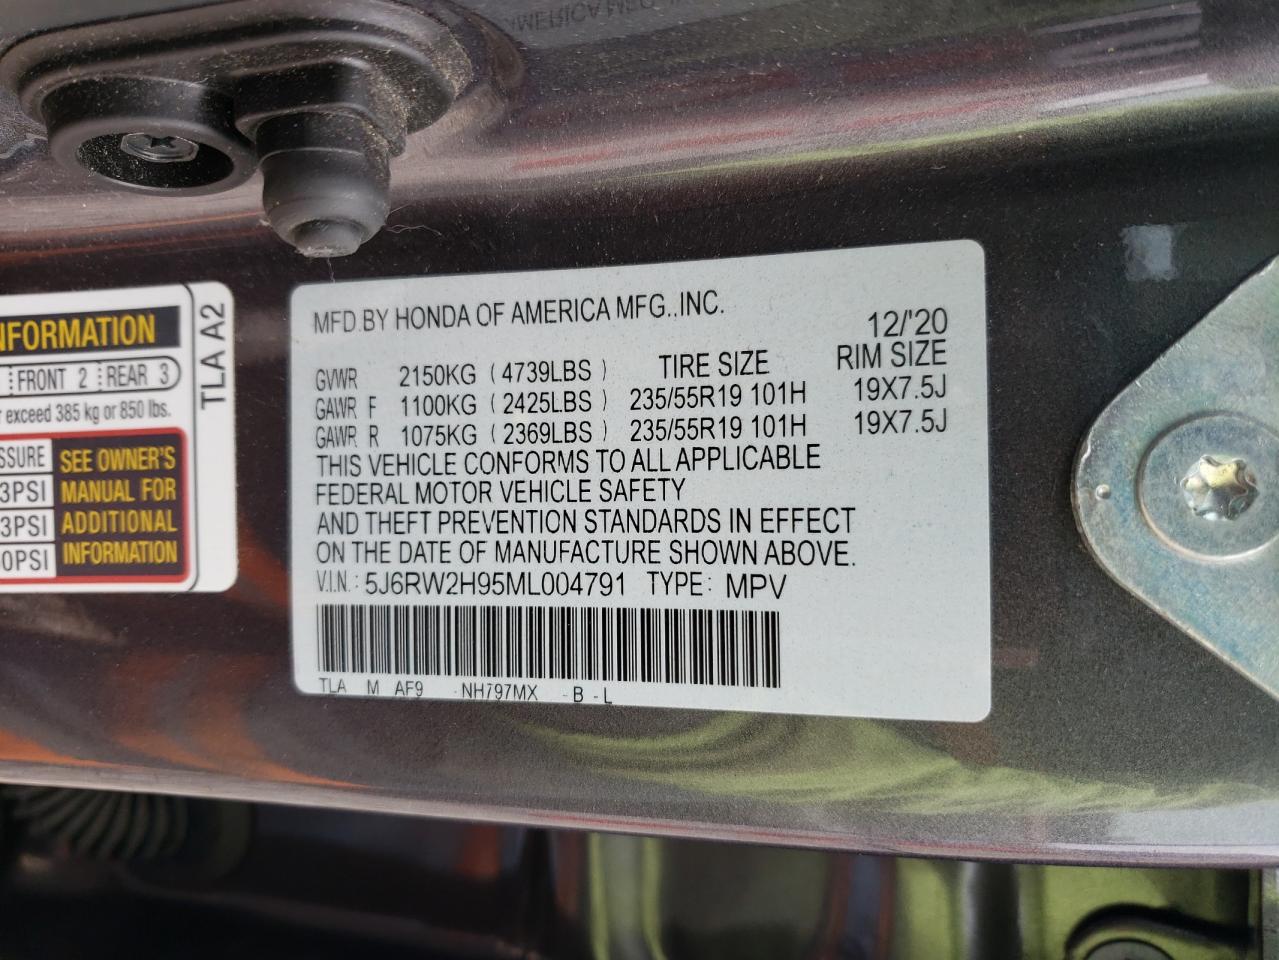 NFORMATION
FRONT 2 REAR 3
exceed 385 kg or 850 lbs.
TLA A2
SSURE
3PSI
3PSI
0PSI
SEE OWNER'S
MANUAL FOR
ADDITIONAL
INFORMATION
MFD.BY HONDA OF AMERICA MFG.,INC.
12/'20
GVWR 2150KG ( 4739LBS ) TIRE SIZE RIM SIZE
GAWR F 1100KG ( 2425LBS ) 235/55R19 101H 19X7.5J
GAWR R 1075KG ( 2369LBS ) 235/55R19 101H 19X7.5J
THIS VEHICLE CONFORMS TO ALL APPLICABLE
FEDERAL MOTOR VEHICLE SAFETY
AND THEFT PREVENTION STANDARDS IN EFFECT
ON THE DATE OF MANUFACTURE SHOWN ABOVE.
V.I.N.: 5J6RW2H95ML004791 TYPE: MPV
TLA M AF9 -NH797MX -B -L